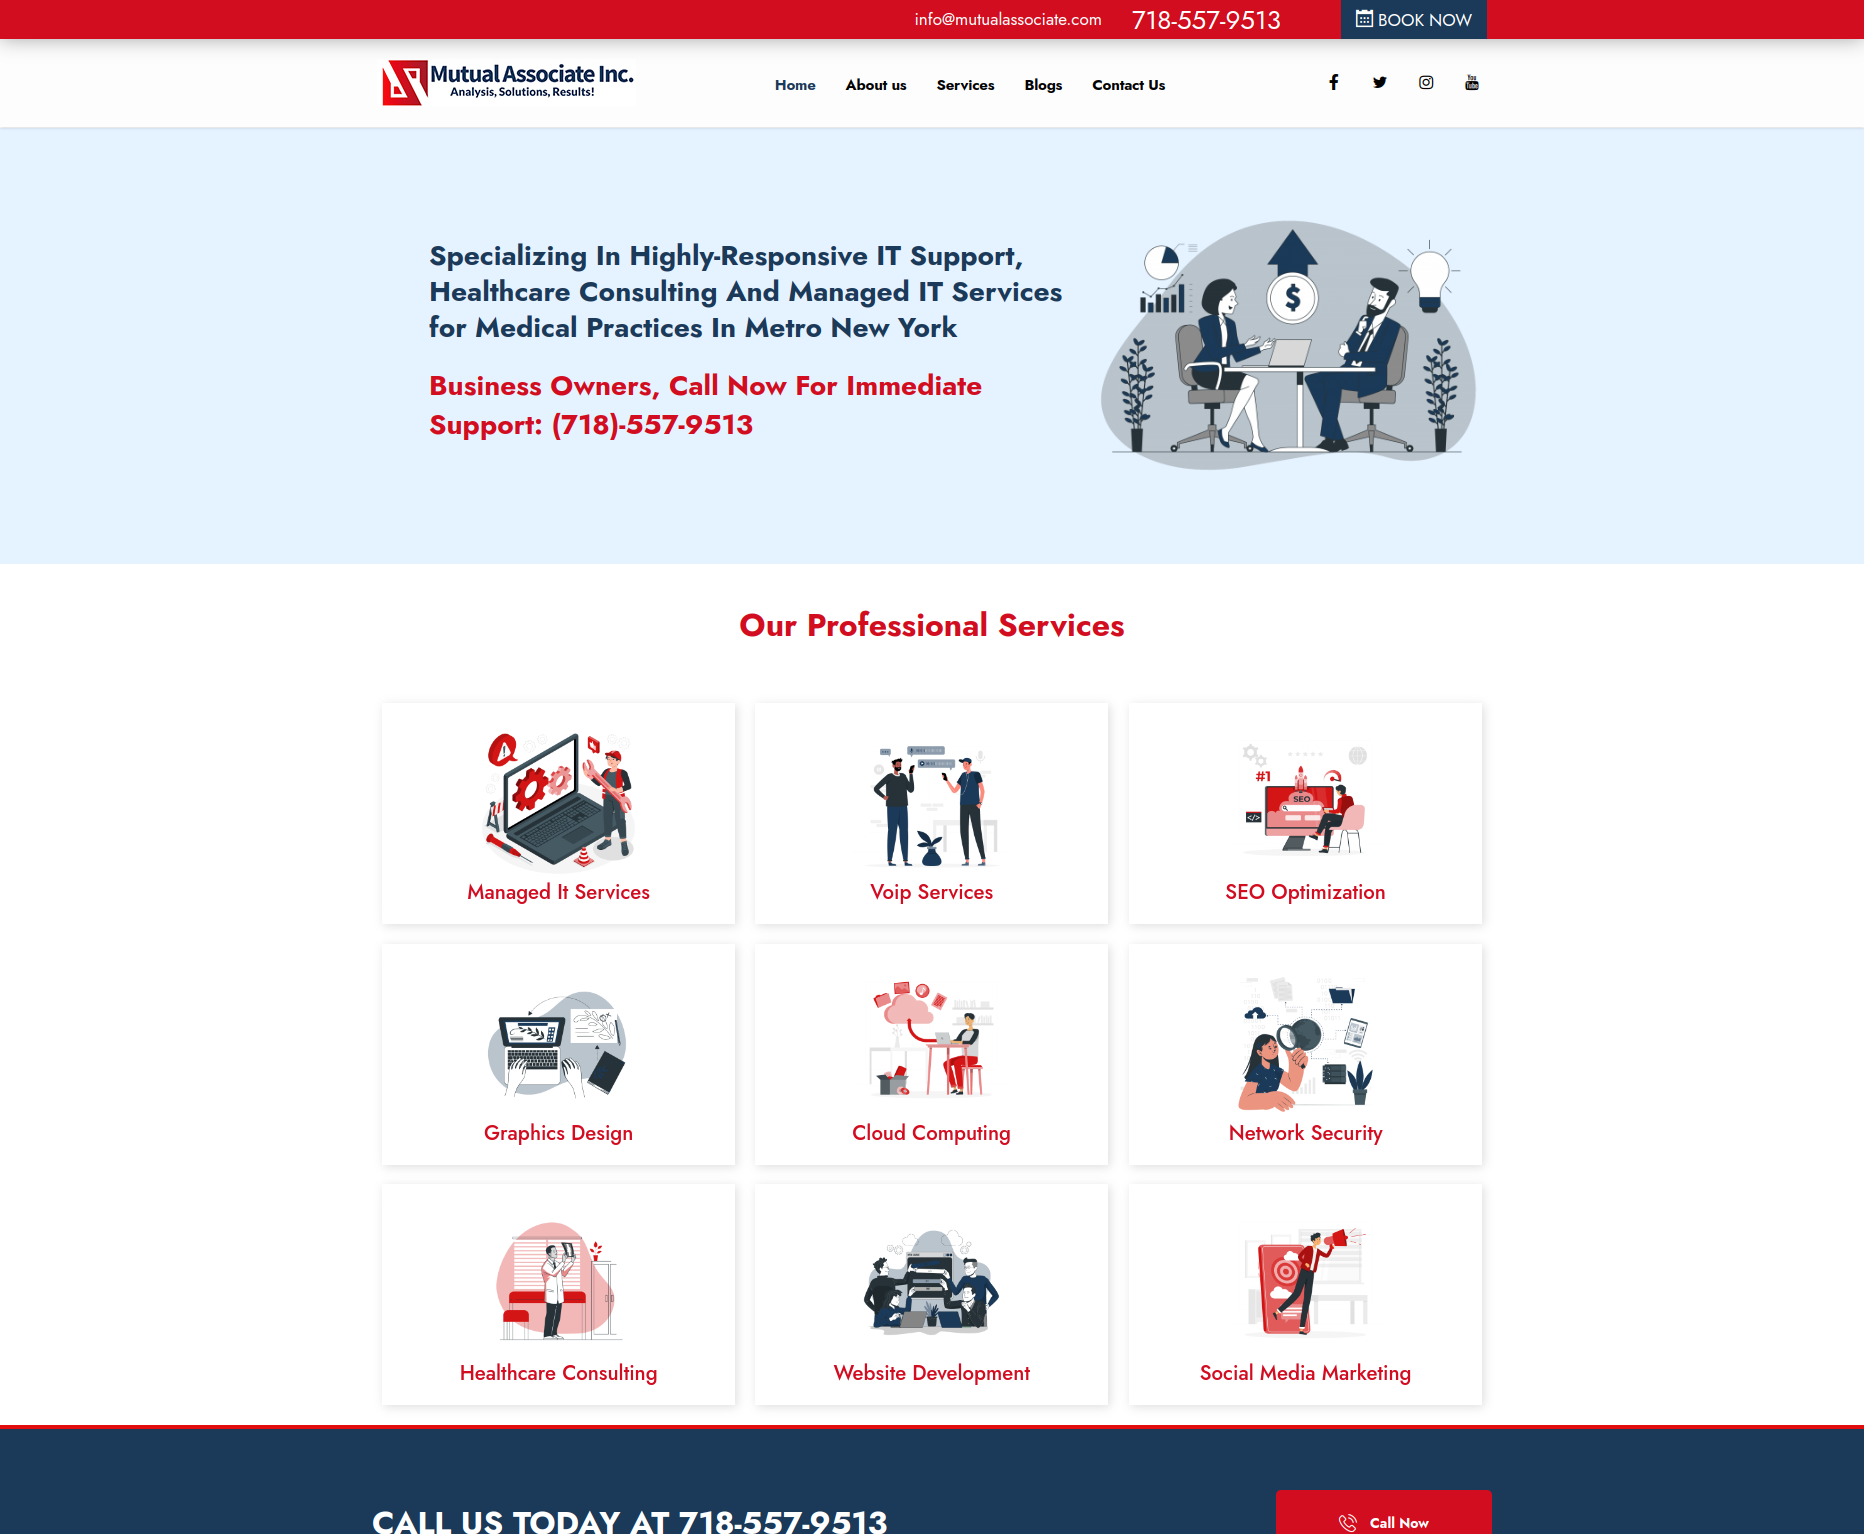 info@mutualassociate.com 718-557-9513 BOOK NOW
Mutual Associate Inc.
Analysis, Solutions, Results!
Home About us Services Blogs Contact Us
You
Tube
Specializing In Highly-Responsive IT Support,
Healthcare Consulting And Managed IT Services
for Medical Practices In Metro New York
Business Owners, Call Now For Immediate
Support: (718)-557-9513
$
Our Professional Services
#1
SEO
</>
Managed It Services
Voip Services
SEO Optimization
Graphics Design
Cloud Computing
Network Security
Healthcare Consulting
Website Development
Social Media Marketing
CALL US TODAY AT 718-557-9513
Call Now